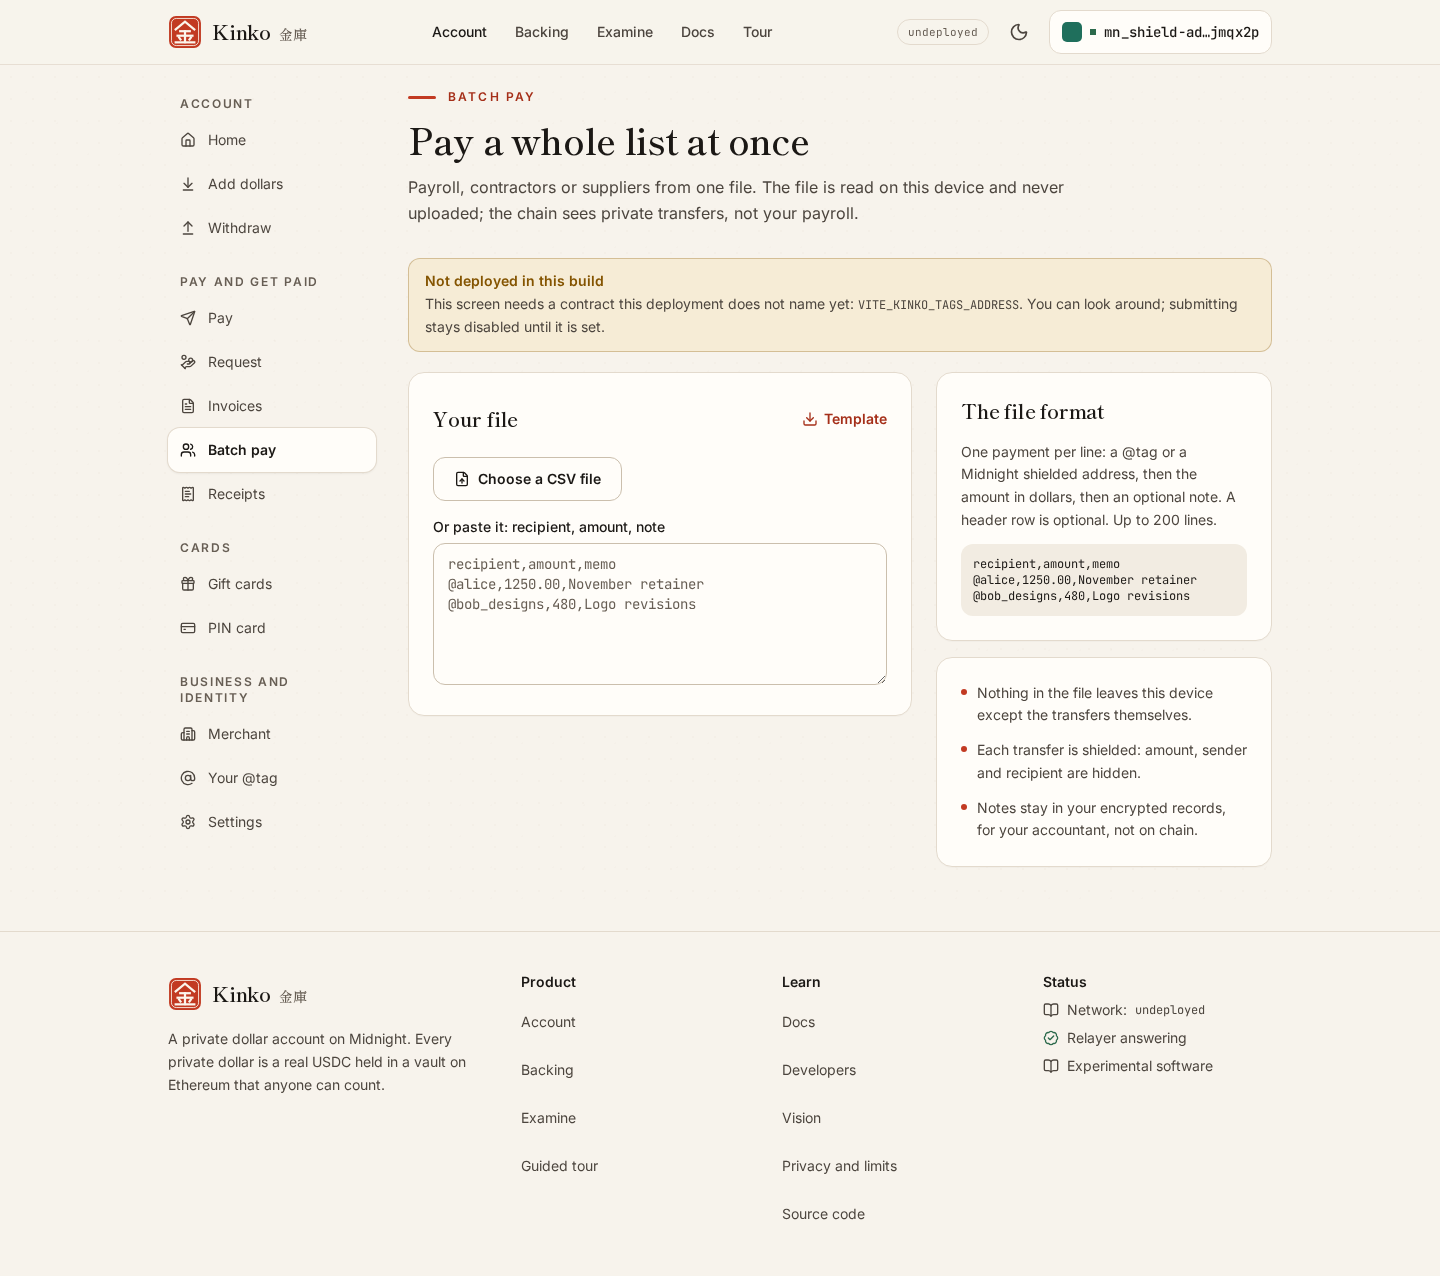 Kinko 金庫
Account
Backing
Examine
Docs
Tour
undeployed
mn_shield-ad…jmqx2p
ACCOUNT
Home
Add dollars
Withdraw
PAY AND GET PAID
Pay
Request
Invoices
Batch pay
Receipts
CARDS
Gift cards
PIN card
BUSINESS AND
IDENTITY
Merchant
Your @tag
Settings
BATCH PAY
Pay a whole list at once
Payroll, contractors or suppliers from one file. The file is read on this device and never
uploaded; the chain sees private transfers, not your payroll.
Not deployed in this build
This screen needs a contract this deployment does not name yet: VITE_KINKO_TAGS_ADDRESS. You can look around; submitting
stays disabled until it is set.
Your file
Template
Choose a CSV file
Or paste it: recipient, amount, note
recipient,amount,memo
@alice,1250.00,November retainer
@bob_designs,480,Logo revisions
The file format
One payment per line: a @tag or a
Midnight shielded address, then the
amount in dollars, then an optional note. A
header row is optional. Up to 200 lines.
recipient,amount,memo
@alice,1250.00,November retainer
@bob_designs,480,Logo revisions
Nothing in the file leaves this device
except the transfers themselves.
Each transfer is shielded: amount, sender
and recipient are hidden.
Notes stay in your encrypted records,
for your accountant, not on chain.
Kinko 金庫
A private dollar account on Midnight. Every
private dollar is a real USDC held in a vault on
Ethereum that anyone can count.
Product
Account
Backing
Examine
Guided tour
Learn
Docs
Developers
Vision
Privacy and limits
Source code
Status
Network: undeployed
Relayer answering
Experimental software